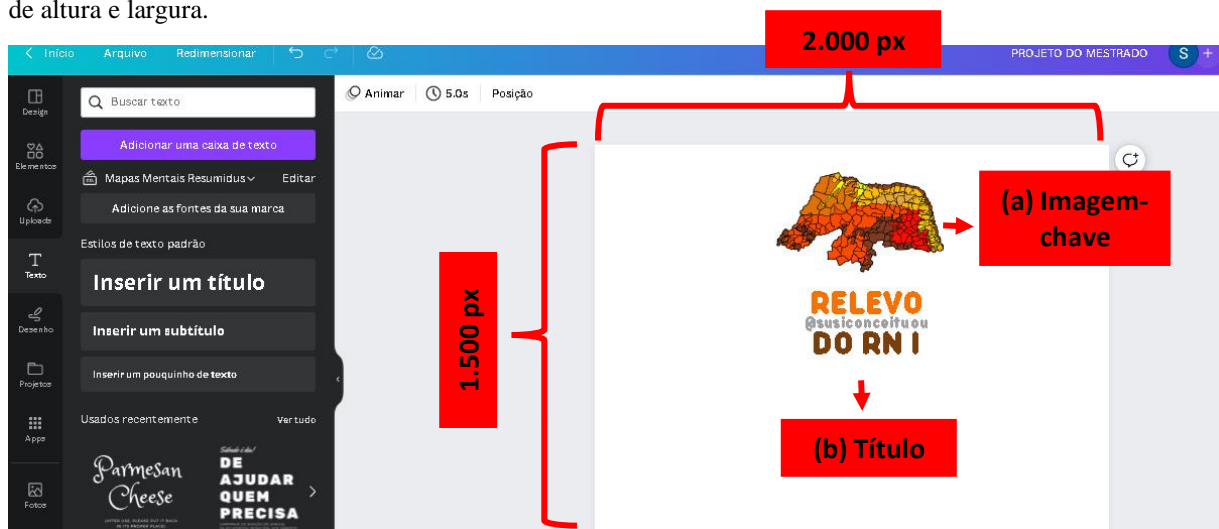 de altura e largura.
2.000 px
Início Arquivo Redimensionar PROJETO DO MESTRADO S +
Design
Elementos
Uploads
Texto
Desenho
Projetos
Apps
Fotos
Buscar texto
Adicionar uma caixa de texto
Mapas Mentais Resumidus Editar
Adicione as fontes da sua marca
Estilos de texto padrão
Inserir um título
Inserir um subtítulo
Inserir um pouquinho de texto
Usados recentemente Ver tudo
Parmesan
Cheese
DE
AJUDAR
QUEM
PRECISA
Animar 5.0s Posição
1.500 px
(a) Imagem-
chave
RELEVO
@susiconceituou
DO RN I
(b) Título